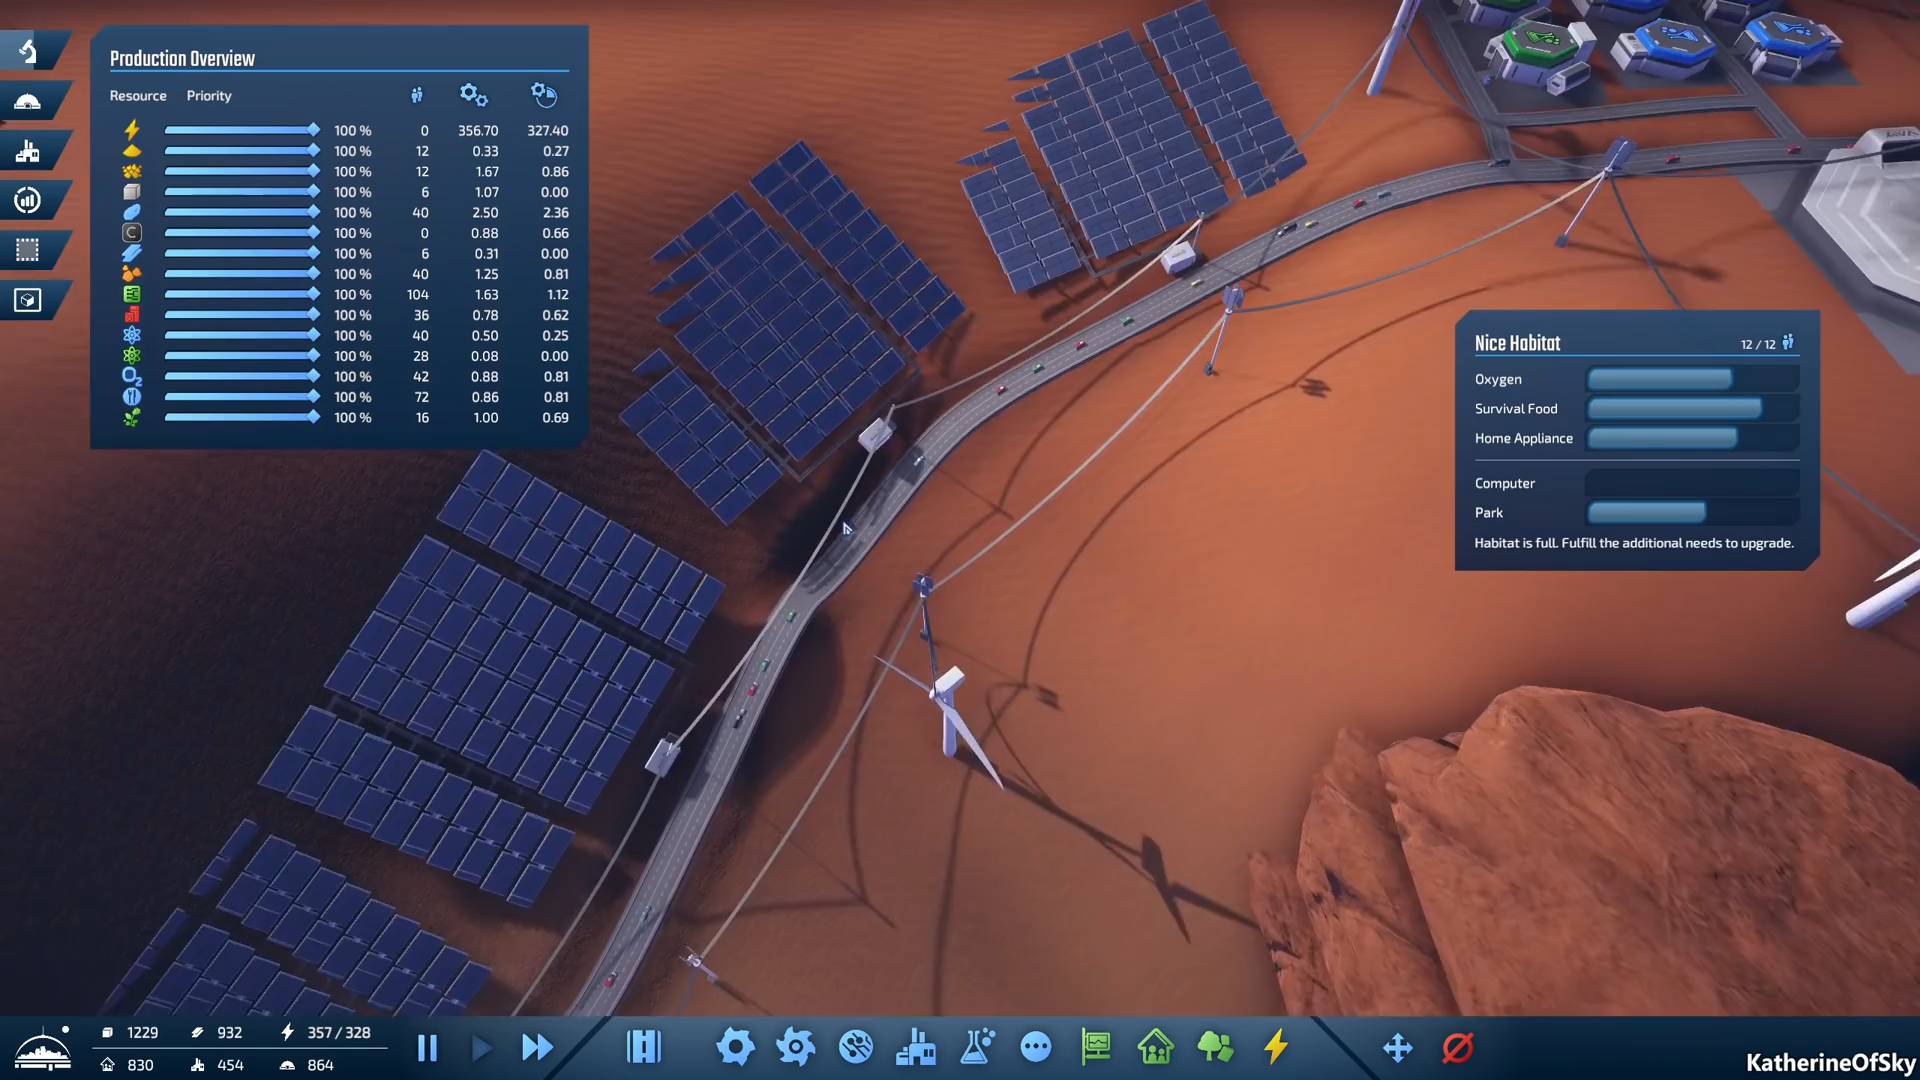 Production Overview
Resource Priority
100 % 0 356.70 327.40
100 % 12 0.33 0.27
100 % 12 1.67 0.86
100 % 6 1.07 0.00
100 % 40 2.50 2.36
C 100 % 0 0.88 0.66
100 % 6 0.31 0.00
100 % 40 1.25 0.81
100 % 104 1.63 1.12
100 % 36 0.78 0.62
100 % 40 0.50 0.25
100 % 28 0.08 0.00
O2 100 % 42 0.88 0.81
100 % 72 0.86 0.81
100 % 16 1.00 0.69
Nice Habitat 12 / 12
Oxygen
Survival Food
Home Appliance
Computer
Park
Habitat is full. Fulfill the additional needs to upgrade.
1229 932 357 / 328
830 454 864
KatherineOfSky